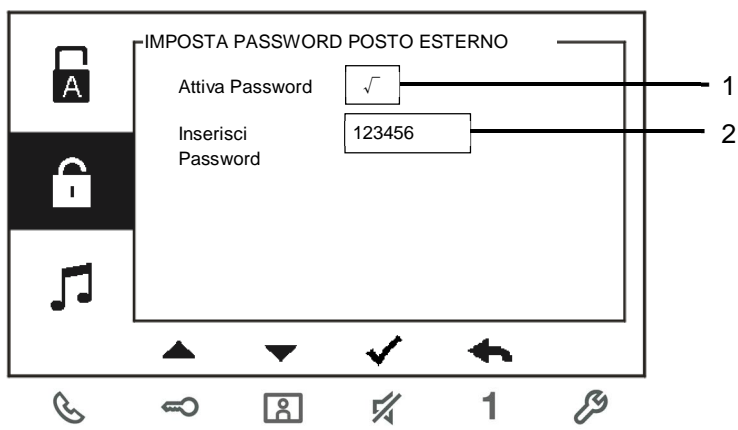 IMPOSTA PASSWORD POSTO ESTERNO
A
Attiva Password √ 1
Inserisci 123456 2
Password
1